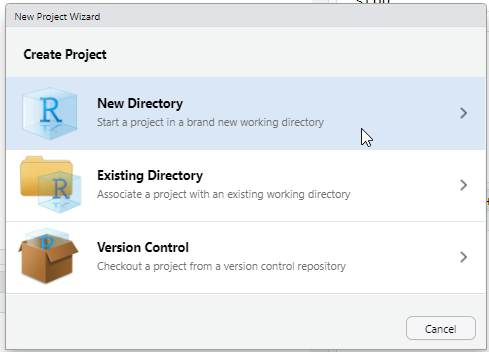 New Project Wizard
Create Project
R
New Directory
Start a project in a brand new working directory
R
Existing Directory
Associate a project with an existing working directory
R
Version Control
Checkout a project from a version control repository
Cancel